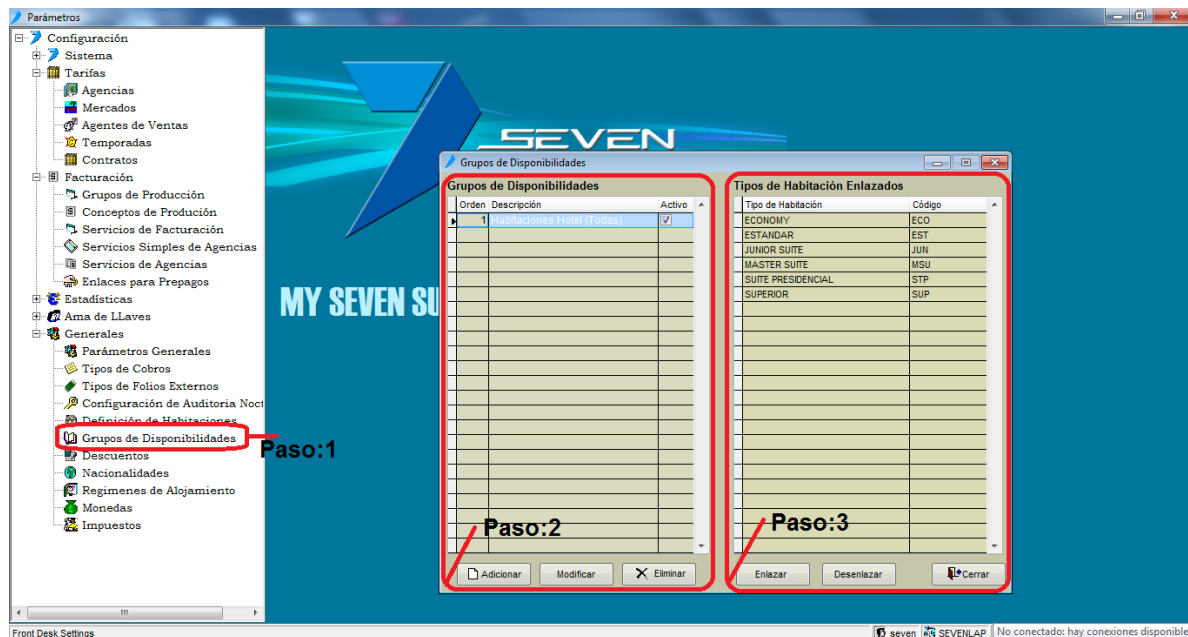 Parámetros
Configuración
Sistema
Tarifas
Agencias
Mercados
Agentes de Ventas
Temporadas
Contratos
Facturación
Grupos de Producción
Conceptos de Produción
Servicios de Facturación
Servicios Simples de Agencias
Servicios de Agencias
Enlaces para Prepagos
Estadísticas
Ama de LLaves
Generales
Parámetros Generales
Tipos de Cobros
Tipos de Folios Externos
Configuración de Auditoria Noct
Definición de Habitaciones
Grupos de Disponibilidades
Descuentos
Nacionalidades
Regimenes de Alojamiento
Monedas
Impuestos
Paso:1
SEVEN
MY SEVEN SU
Grupos de Disponibilidades
Grupos de Disponibilidades
Orden Descripción Activo
1 Habitaciones Hotel (Todas)
Paso:2
Adicionar Modificar Eliminar
Tipos de Habitación Enlazados
Tipo de Habitación Código
ECONOMY ECO
ESTANDAR EST
JUNIOR SUITE JUN
MASTER SUITE MSU
SUITE PRESIDENCIAL STP
SUPERIOR SUP
Paso:3
Enlazar Desenlazar Cerrar
Front Desk Settings seven SEVENLAP No conectado: hay conexiones disponible